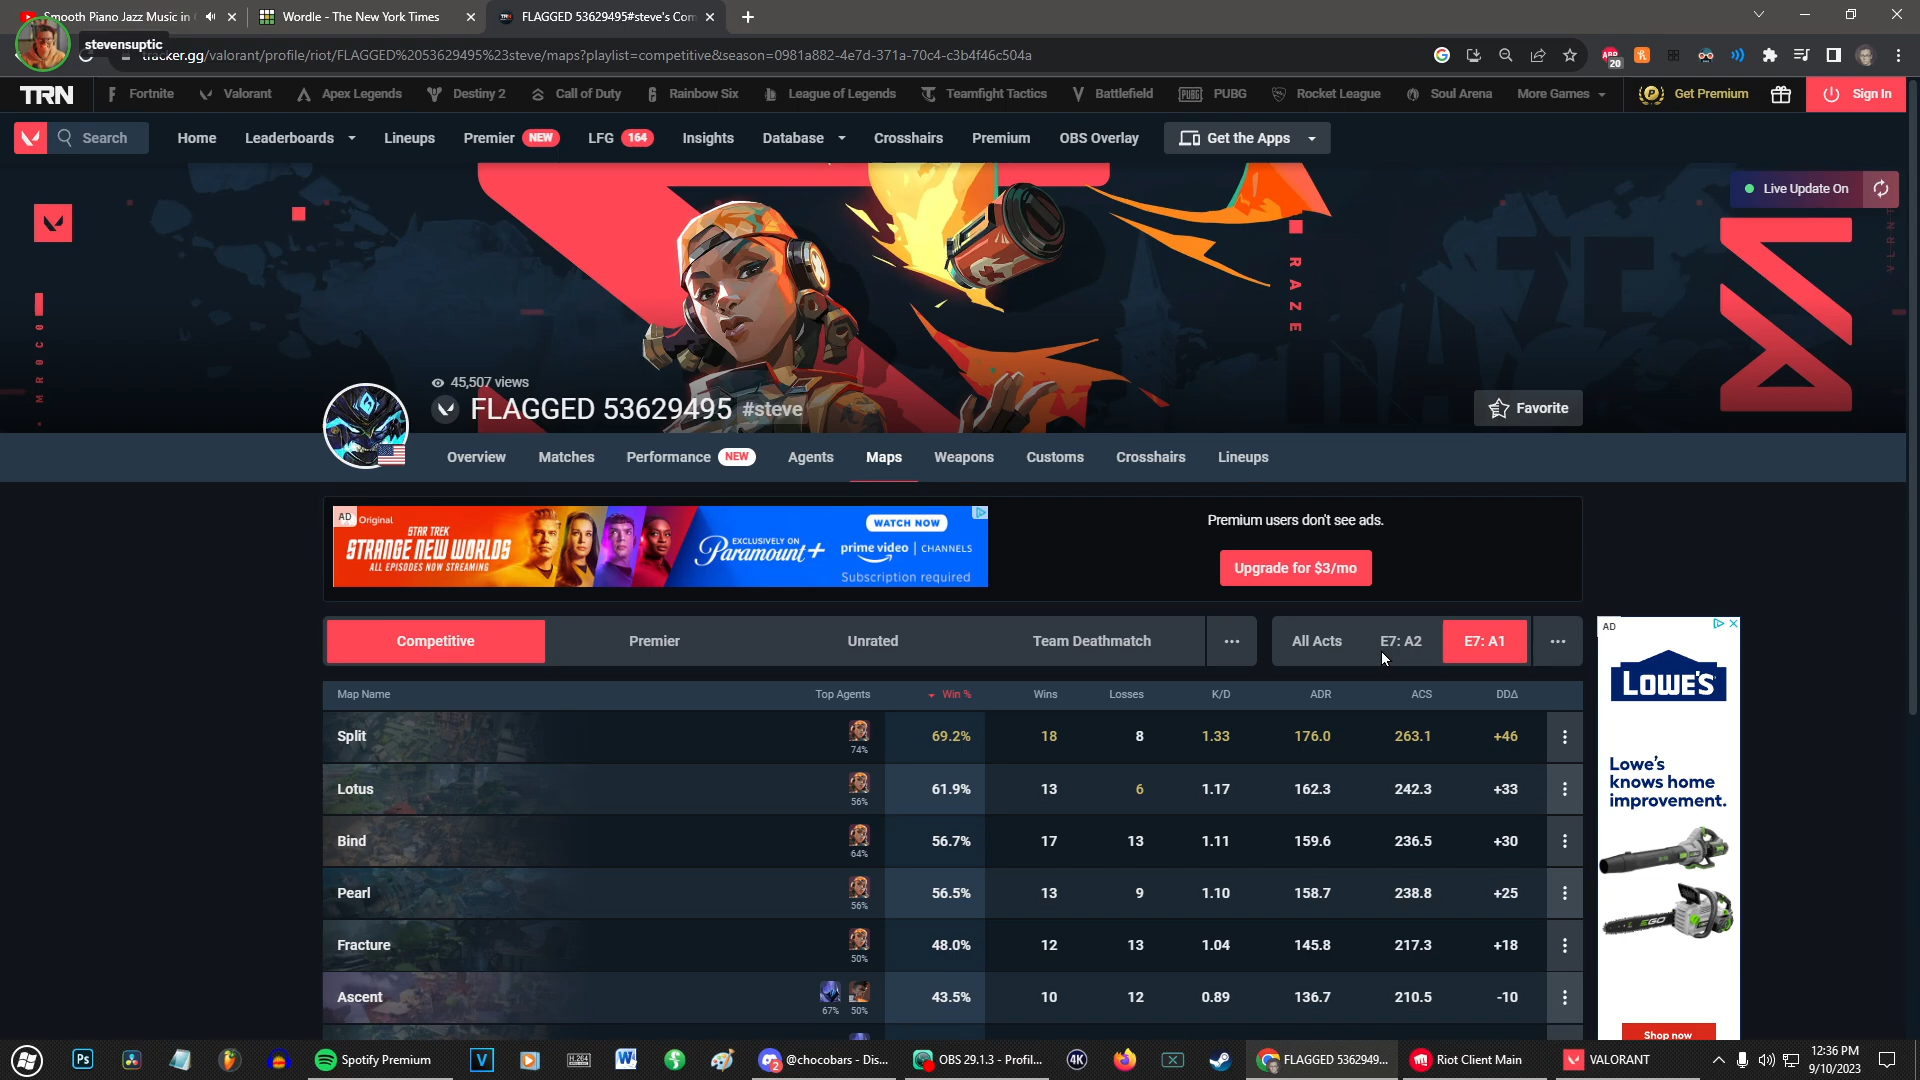 Smooth Piano Jazz Music in
Wordle - The New York Times
FLAGGED 53629495#steve's Com
stevensuptic
tracker.gg/valorant/profile/riot/FLAGGED%2053629495%23steve/maps?playlist=competitive&season=0981a882-4e7d-371a-70c4-c3b4f46c504a
ABP
20
TRN
Fortnite
Valorant
Apex Legends
Destiny 2
Call of Duty
Rainbow Six
League of Legends
Teamfight Tactics
Battlefield
PUBG
PUBG
Rocket League
Soul Arena
More Games
Get Premium
Sign In
Search
Home
Leaderboards
Lineups
Premier NEW
LFG 164
Insights
Database
Crosshairs
Premium
OBS Overlay
Get the Apps
Live Update On
RAZE
45,507 views
FLAGGED 53629495 #steve
Favorite
Overview
Matches
Performance NEW
Agents
Maps
Weapons
Customs
Crosshairs
Lineups
AD
Original
STAR TREK
STRANGE NEW WORLDS
ALL EPISODES NOW STREAMING
EXCLUSIVELY ON
Paramount+
WATCH NOW
prime video | CHANNELS
Subscription required
Premium users don't see ads.
Upgrade for $3/mo
Competitive
Premier
Unrated
Team Deathmatch
All Acts
E7: A2
E7: A1
Map Name Top Agents Win % Wins Losses K/D ADR ACS DDΔ
Split 74% 69.2% 18 8 1.33 176.0 263.1 +46
Lotus 56% 61.9% 13 6 1.17 162.3 242.3 +33
Bind 64% 56.7% 17 13 1.11 159.6 236.5 +30
Pearl 56% 56.5% 13 9 1.10 158.7 238.8 +25
Fracture 50% 48.0% 12 13 1.04 145.8 217.3 +18
Ascent 67% 50% 43.5% 10 12 0.89 136.7 210.5 -10
AD
LOWE'S
Lowe's
knows home
improvement.
EGO
Shop now
Ps
Spotify Premium
V
H.264
W
2
@chocobars - Dis...
OBS 29.1.3 - Profil...
4K
FLAGGED 5362949...
Riot Client Main
VALORANT
12:36 PM
9/10/2023